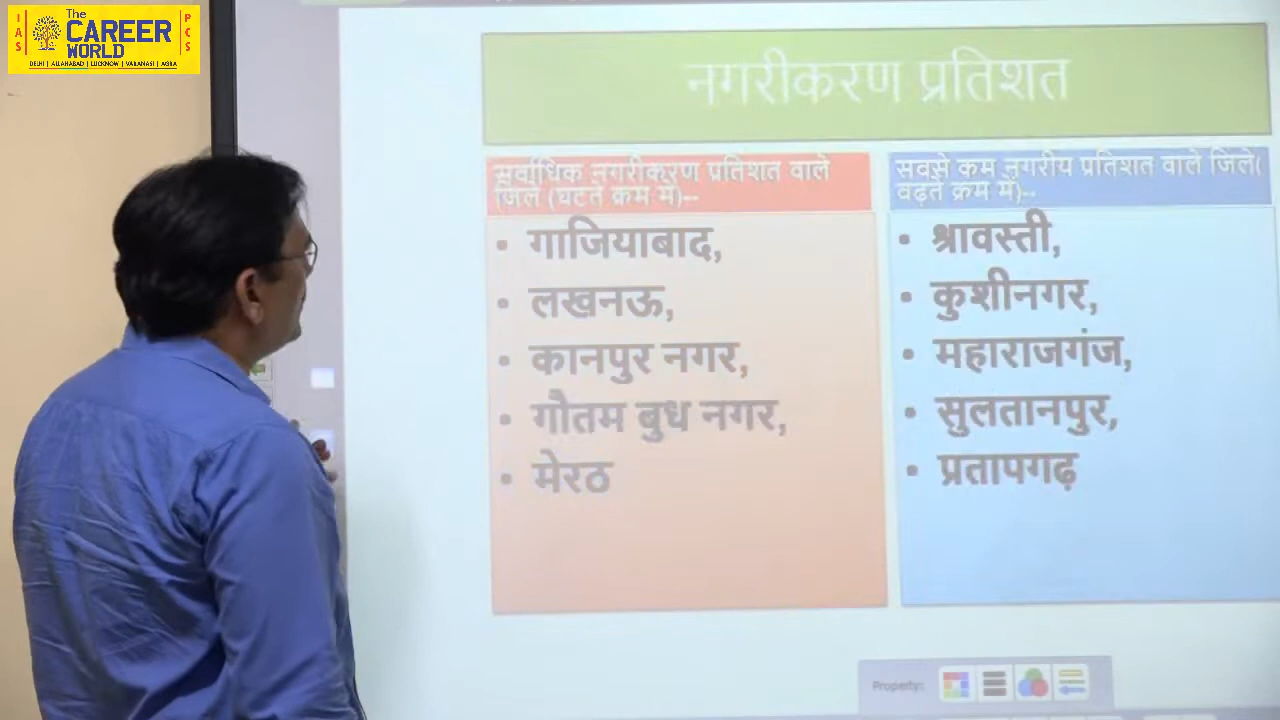 IAS
The
CAREER
WORLD
PCS
DELHI | ALLAHABAD | LUCKNOW | VARANASI | AGRA
नगरीकरण प्रतिशत
सर्वाधिक नगरीकरण प्रतिशत वाले
जिले (घटते क्रम में)--
• गाजियाबाद,
• लखनऊ,
• कानपुर नगर,
• गौतम बुध नगर,
• मेरठ
सबसे कम नगरीय प्रतिशत वाले जिले(
बढ़ते क्रम में)--
• श्रावस्ती,
• कुशीनगर,
• महाराजगंज,
• सुलतानपुर,
• प्रतापगढ़
Property: